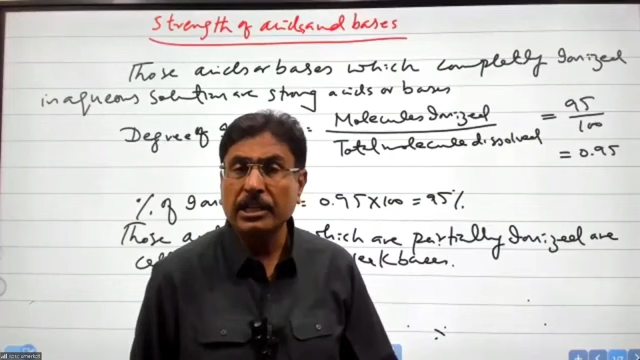 Strength of acids and bases
Those acids or bases which completly Ionized
in aqueous solution are strong acids or bases
Degree of = Molecules Ionized / Total molecule dissolved = 95 / 100
= 0.95
% of = 0.95 × 100 = 95%
Those which are partially Ionized are
bases.